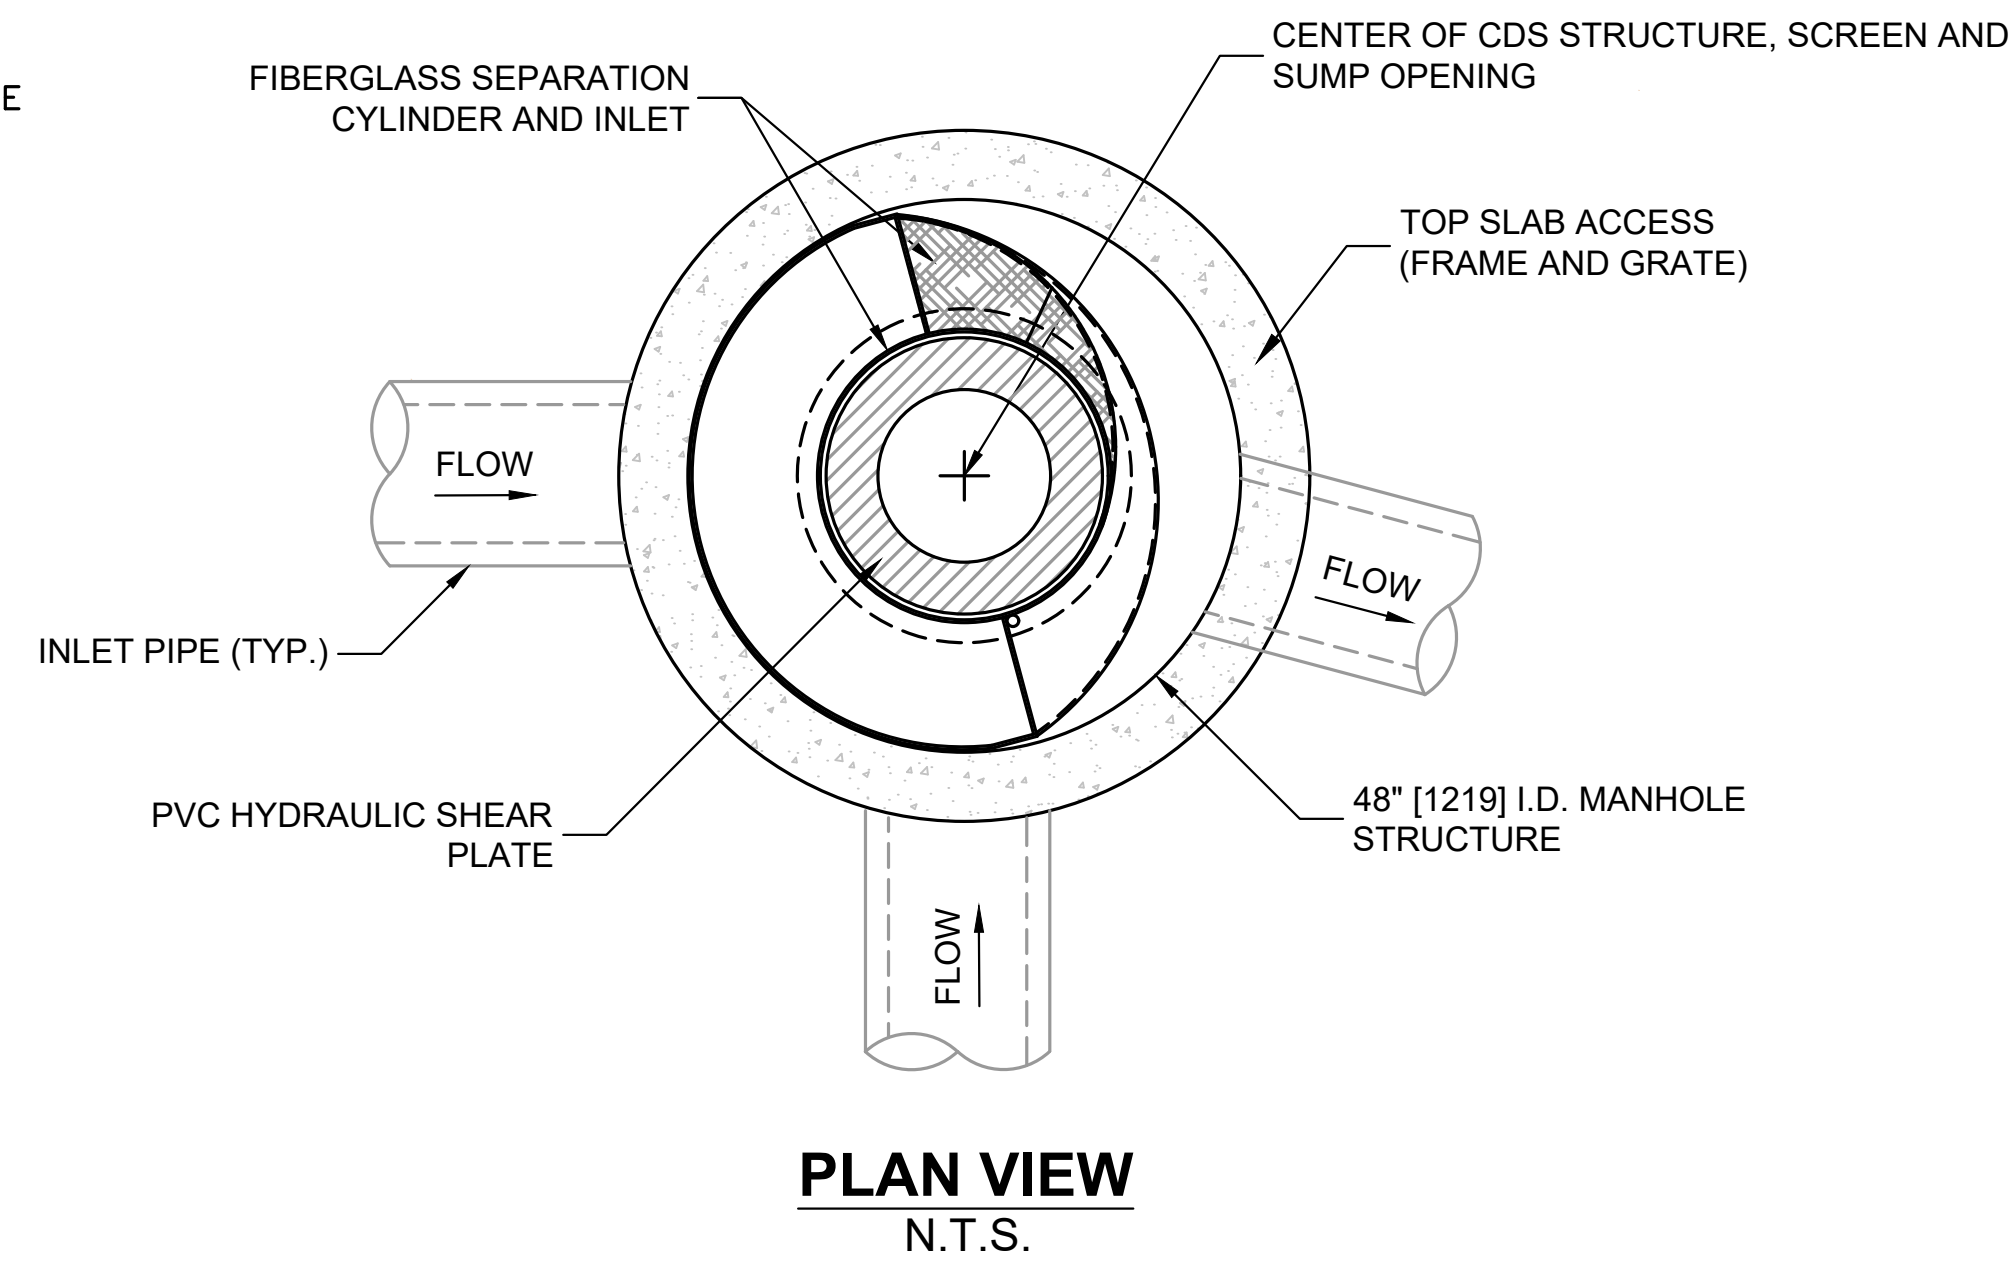 E
FIBERGLASS SEPARATION
CYLINDER AND INLET
CENTER OF CDS STRUCTURE, SCREEN AND
SUMP OPENING
TOP SLAB ACCESS
(FRAME AND GRATE)
FLOW
FLOW
INLET PIPE (TYP.)
PVC HYDRAULIC SHEAR
PLATE
48" [1219] I.D. MANHOLE
STRUCTURE
FLOW
PLAN VIEW
N.T.S.